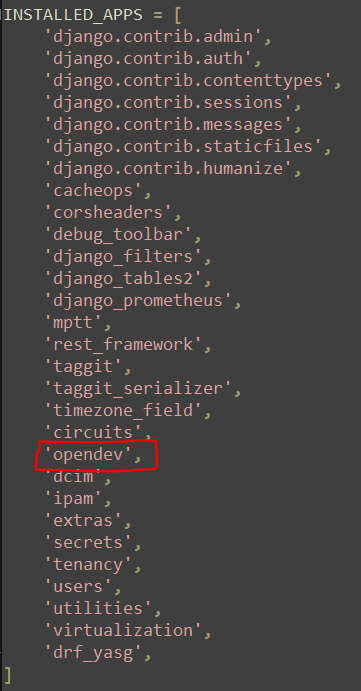 INSTALLED_APPS = [
'django.contrib.admin',
'django.contrib.auth',
'django.contrib.contenttypes',
'django.contrib.sessions',
'django.contrib.messages',
'django.contrib.staticfiles',
'django.contrib.humanize',
'cacheops',
'corsheaders',
'debug_toolbar',
'django_filters',
'django_tables2',
'django_prometheus',
'mptt',
'rest_framework',
'taggit',
'taggit_serializer',
'timezone_field',
'circuits',
'opendev',
'dcim',
'ipam',
'extras',
'secrets',
'tenancy',
'users',
'utilities',
'virtualization',
'drf_yasg',
]